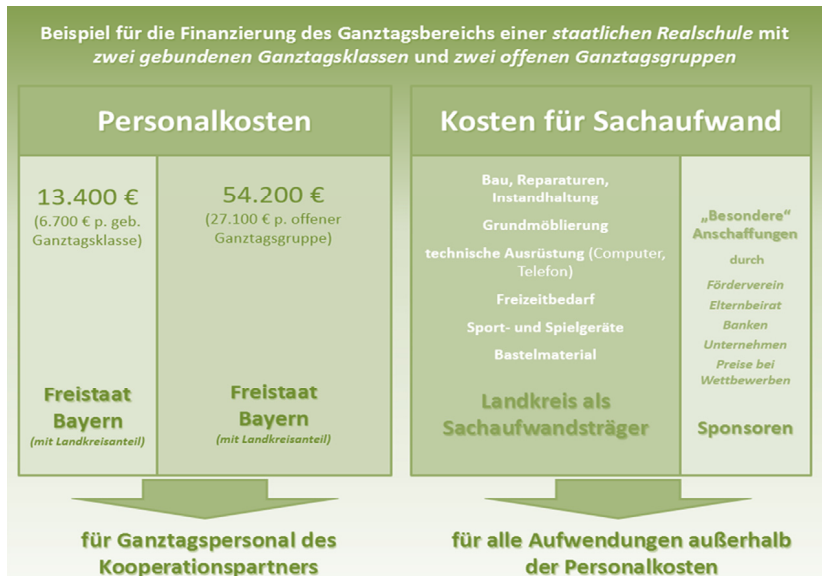 Beispiel für die Finanzierung des Ganztagsbereichs einer staatlichen Realschule mit
zwei gebundenen Ganztagsklassen und zwei offenen Ganztagsgruppen
Personalkosten
13.400 €
(6.700 € p. geb.
Ganztagsklasse)
Freistaat
Bayern
(mit Landkreisanteil)
54.200 €
(27.100 € p. offener
Ganztagsgruppe)
Freistaat
Bayern
(mit Landkreisanteil)
für Ganztagspersonal des
Kooperationspartners
Kosten für Sachaufwand
Bau, Reparaturen,
Instandhaltung
Grundmöblierung
technische Ausrüstung (Computer,
Telefon)
Freizeitbedarf
Sport- und Spielgeräte
Bastelmaterial
Landkreis als
Sachaufwandsträger
„Besondere“
Anschaffungen
durch
Förderverein
Elternbeirat
Banken
Unternehmen
Preise bei
Wettbewerben
Sponsoren
für alle Aufwendungen außerhalb
der Personalkosten